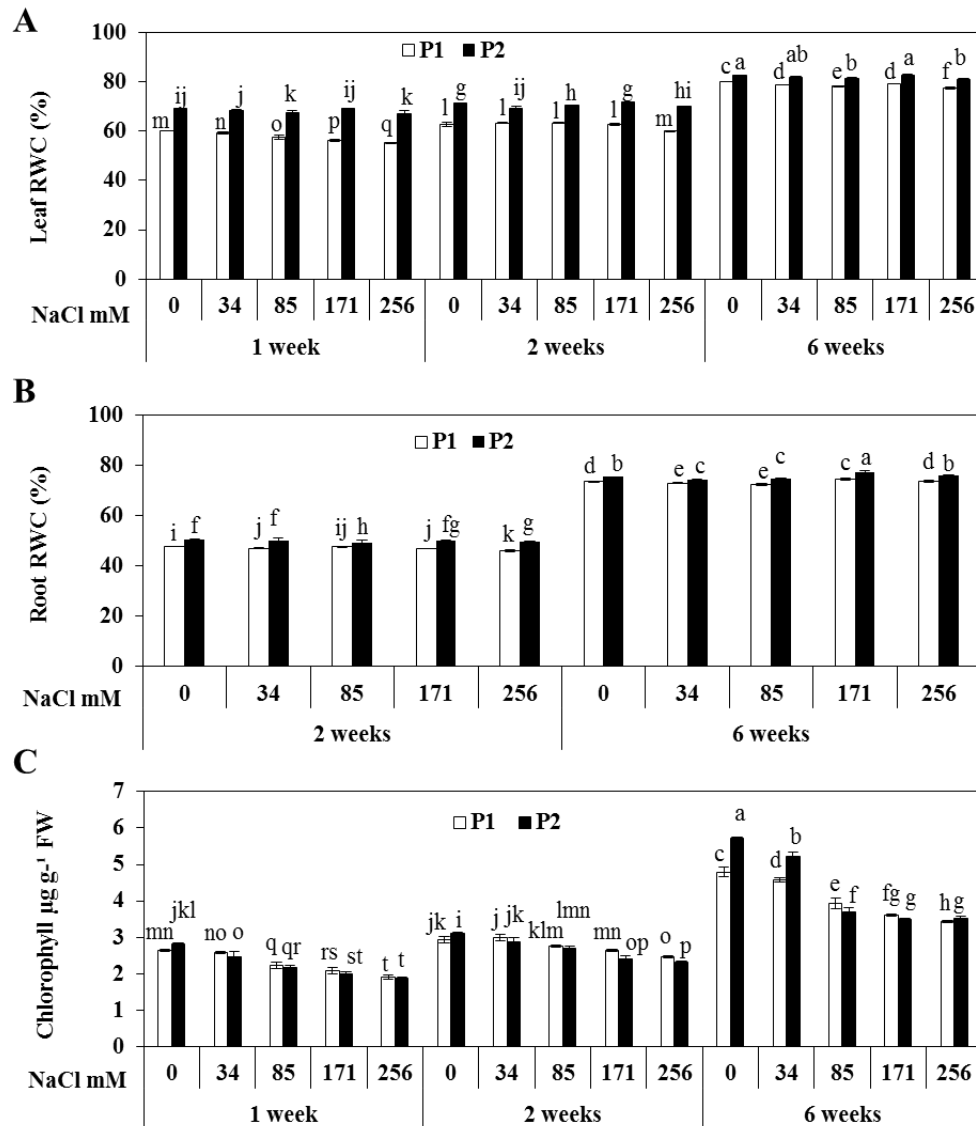 A
Leaf RWC (%)
100
80
60
40
20
0
P1 P2
m ij n j o k p ij q k l g l ij l h l g m hi c a d ab e b d a f b
NaCl mM
0 34 85 171 256 0 34 85 171 256 0 34 85 171 256
1 week 2 weeks 6 weeks
B
Root RWC (%)
100
80
60
40
20
0
P1 P2
i f j f ij h j fg k g d b e c e c c a d b
NaCl mM
0 34 85 171 256 0 34 85 171 256
2 weeks 6 weeks
C
Chlorophyll µg g-¹ FW
7
6
5
4
3
2
1
0
P1 P2
mn jkl no o q qr rs st t t jk i j jk klm lmn mn op o p c a d b e f fg g h g
NaCl mM
0 34 85 171 256 0 34 85 171 256 0 34 85 171 256
1 week 2 weeks 6 weeks